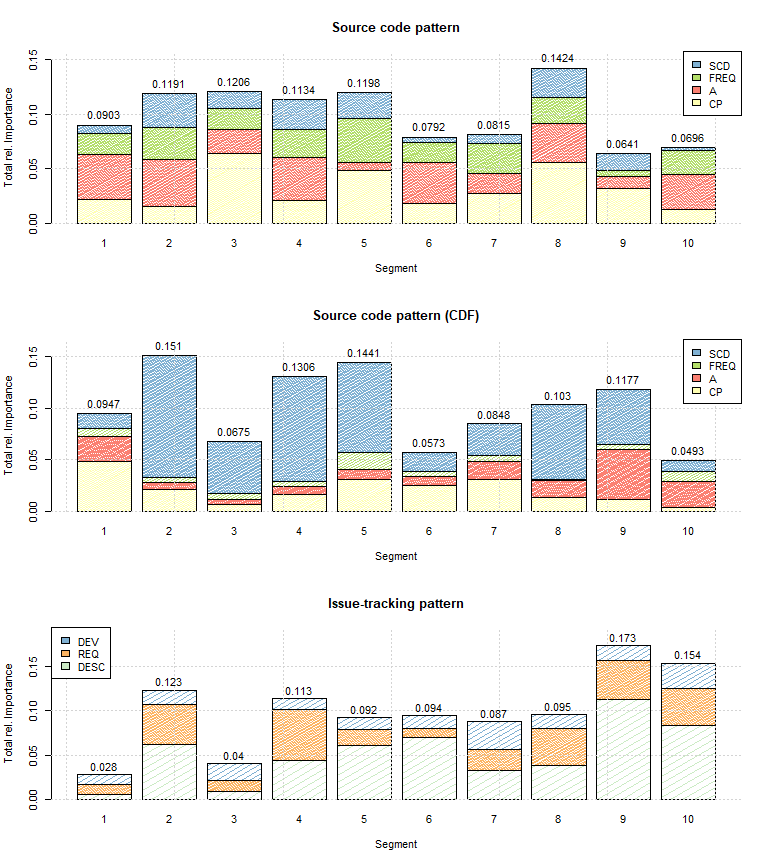 Source code pattern
Total rel. Importance
0.00 0.05 0.10 0.15
0.0903 0.1191 0.1206 0.1134 0.1198 0.0792 0.0815 0.1424 0.0641 0.0696
SCD
FREQ
A
CP
1 2 3 4 5 6 7 8 9 10
Segment
Source code pattern (CDF)
Total rel. Importance
0.00 0.05 0.10 0.15
0.0947 0.151 0.0675 0.1306 0.1441 0.0573 0.0848 0.103 0.1177 0.0493
SCD
FREQ
A
CP
1 2 3 4 5 6 7 8 9 10
Segment
Issue-tracking pattern
Total rel. Importance
0.00 0.05 0.10 0.15
DEV
REQ
DESC
0.028 0.123 0.04 0.113 0.092 0.094 0.087 0.095 0.173 0.154
1 2 3 4 5 6 7 8 9 10
Segment